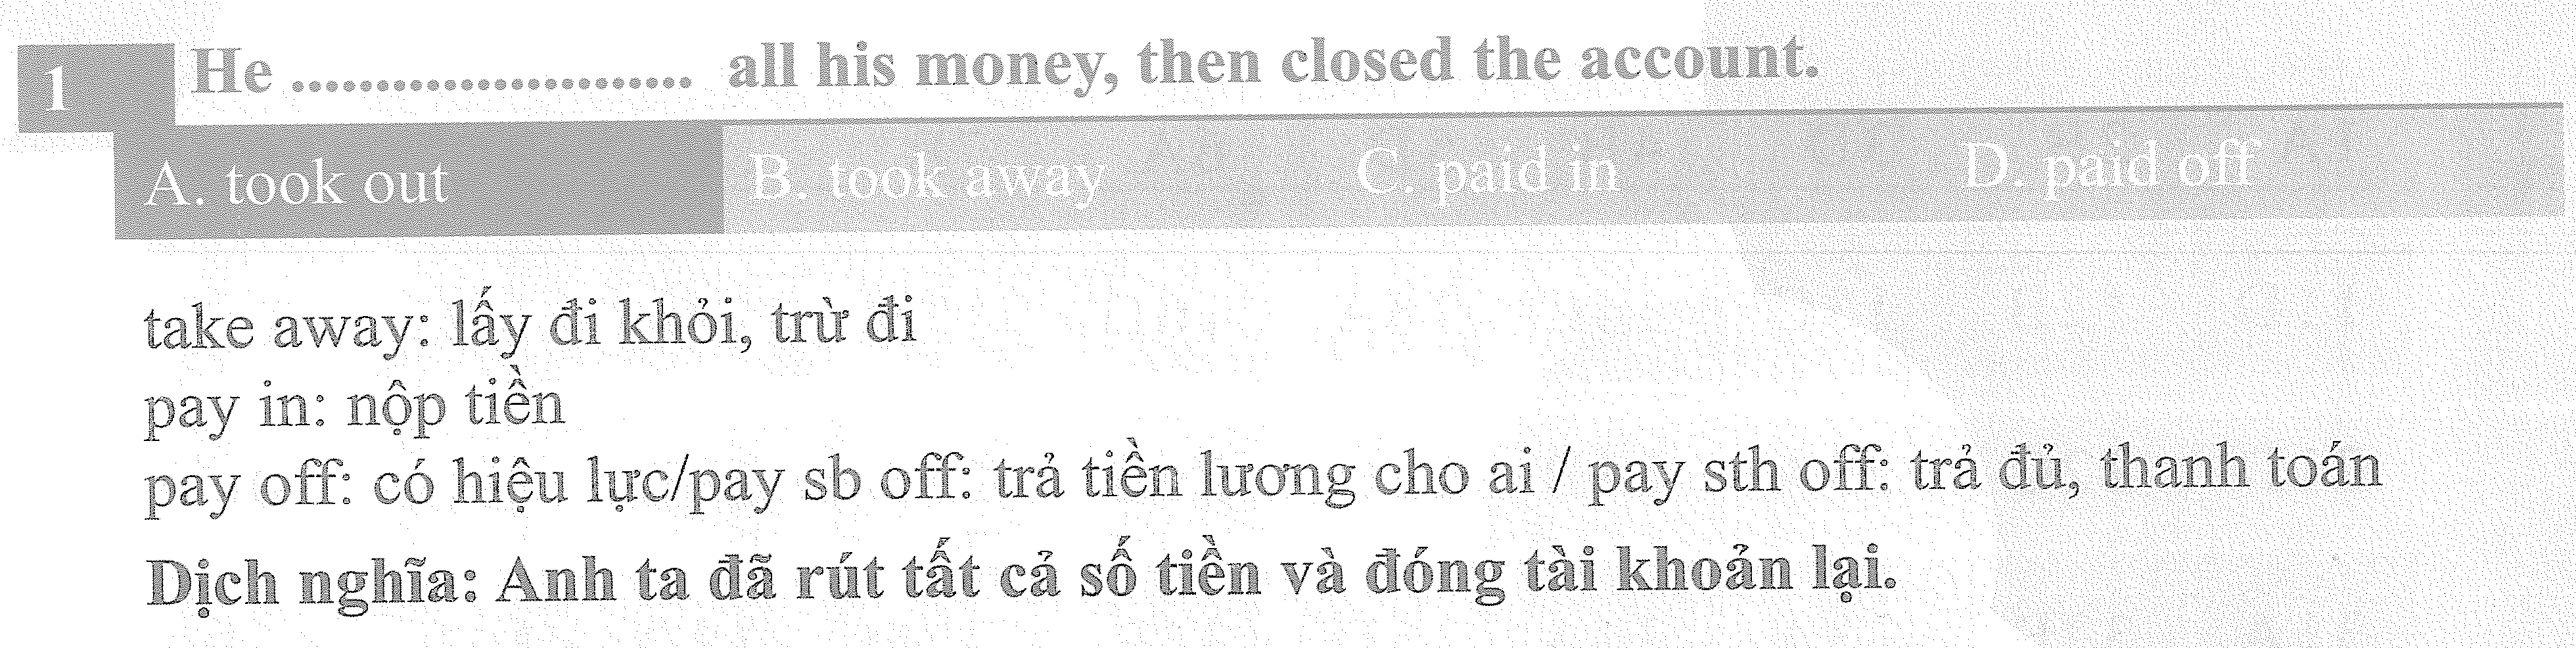 1 He ........................ all his money, then closed the account.
A. took out B. took away C. paid in D. paid off
take away: lấy đi khỏi, trừ đi
pay in: nộp tiền
pay off: có hiệu lực/pay sb off: trả tiền lương cho ai / pay sth off: trả đủ, thanh toán
Dịch nghĩa: Anh ta đã rút tất cả số tiền và đóng tài khoản lại.